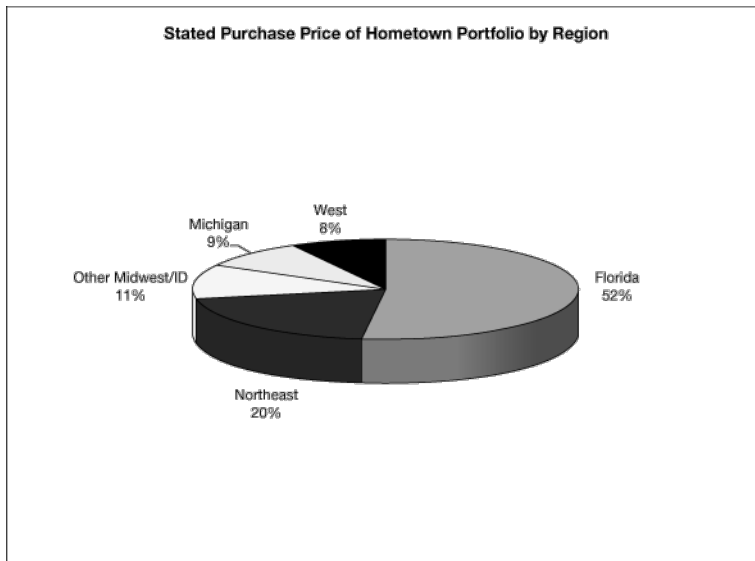 Stated Purchase Price of Hometown Portfolio by Region
West
8%
Michigan
9%
Other Midwest/ID
11%
Florida
52%
Northeast
20%